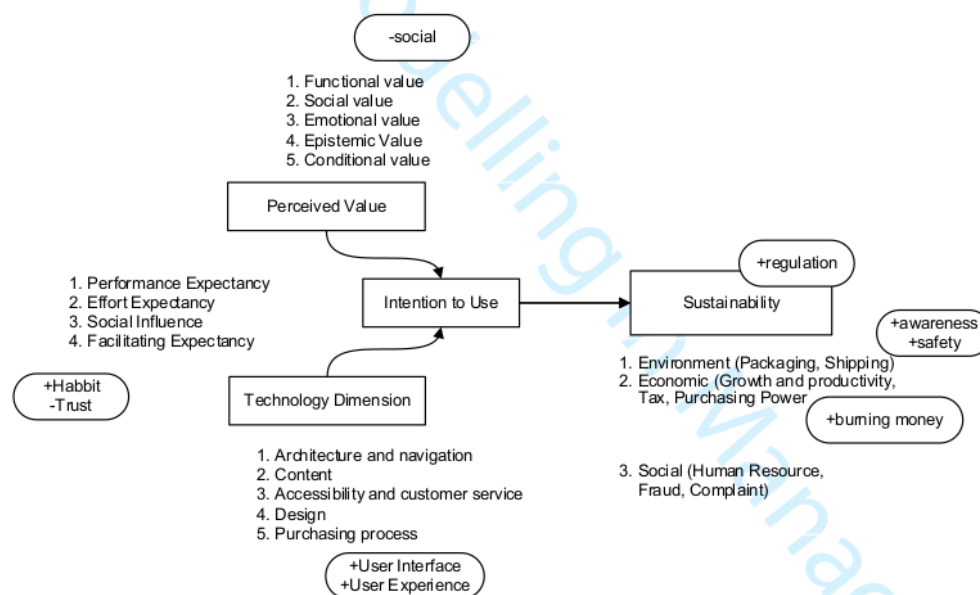 -social
1. Functional value
2. Social value
3. Emotional value
4. Epistemic Value
5. Conditional value
Perceived Value
+regulation
1. Performance Expectancy
2. Effort Expectancy
3. Social Influence
4. Facilitating Expectancy
Intention to Use
Sustainability
+awareness
+safety
1. Environment (Packaging, Shipping)
2. Economic (Growth and productivity,
Tax, Purchasing Power
+Habbit
-Trust
Technology Dimension
+burning money
1. Architecture and navigation
2. Content
3. Accessibility and customer service
4. Design
5. Purchasing process
3. Social (Human Resource,
Fraud, Complaint)
+User Interface
+User Experience